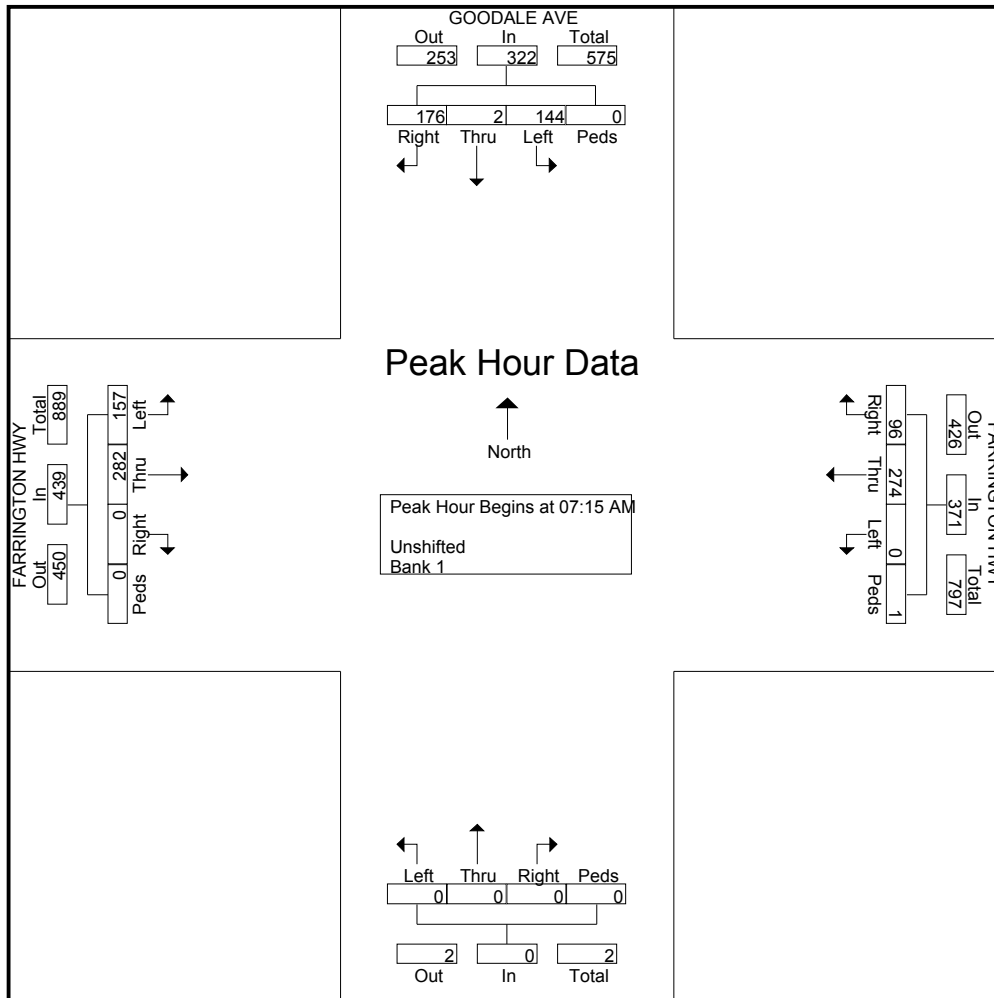 GOODALE AVE
Out In Total
253 322 575
176 2 144 0
Right Thru Left Peds
Peak Hour Data
North
Peak Hour Begins at 07:15 AM
Unshifted
Bank 1
FARRINGTON HWY
Out In Total
450 439 889
Left Thru Right Peds
157 282 0 0
FARRINGTON HWY
Out In Total
426 371 797
Right Thru Left Peds
96 274 0 1
Left Thru Right Peds
0 0 0 0
2 0 2
Out In Total